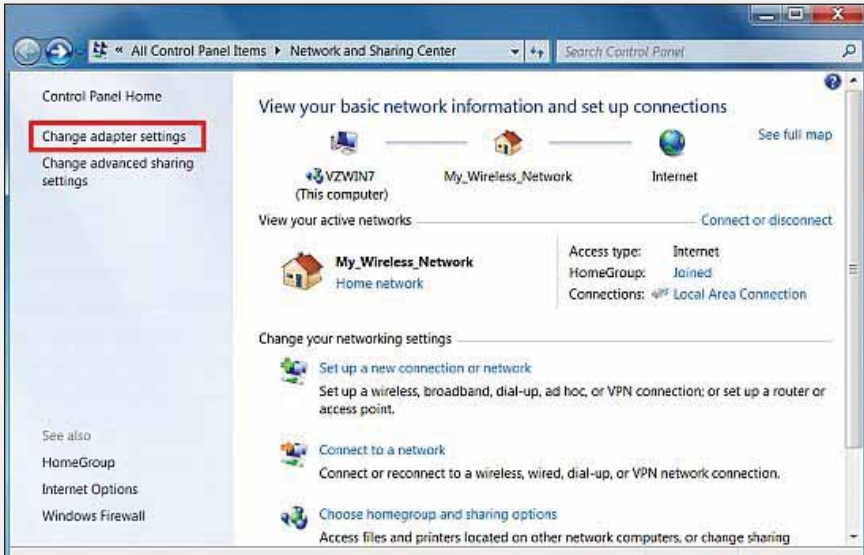 « All Control Panel Items ▸ Network and Sharing Center
Search Control Panel
Control Panel Home
Change adapter settings
Change advanced sharing
settings
See also
HomeGroup
Internet Options
Windows Firewall
View your basic network information and set up connections
See full map
VZWIN7
(This computer)
My_Wireless_Network
Internet
View your active networks
Connect or disconnect
My_Wireless_Network
Home network
Access type: Internet
HomeGroup: Joined
Connections: Local Area Connection
Change your networking settings
Set up a new connection or network
Set up a wireless, broadband, dial-up, ad hoc, or VPN connection; or set up a router or
access point.
Connect to a network
Connect or reconnect to a wireless, wired, dial-up, or VPN network connection.
Choose homegroup and sharing options
Access files and printers located on other network computers, or change sharing